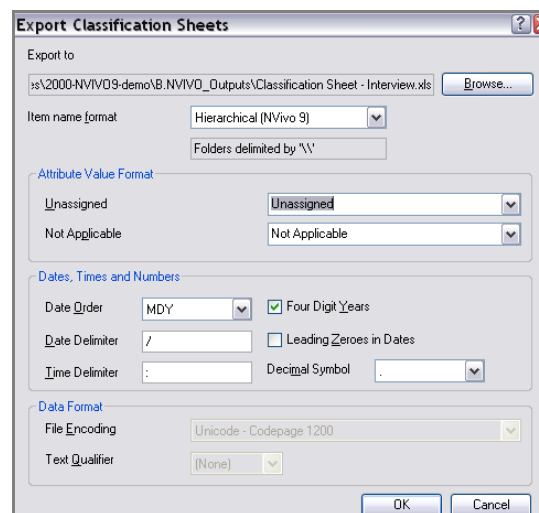 Export Classification Sheets ?
Export to
es\2000-NVIVO9-demo\B.NVIVO_Outputs\Classification Sheet - Interview.xls Browse...
Item name format Hierarchical (NVivo 9)
Folders delimited by '\\'
Attribute Value Format
Unassigned Unassigned
Not Applicable Not Applicable
Dates, Times and Numbers
Date Order MDY Four Digit Years
Date Delimiter / Leading Zeroes in Dates
Time Delimiter : Decimal Symbol .
Data Format
File Encoding Unicode - Codepage 1200
Text Qualifier (None)
OK Cancel